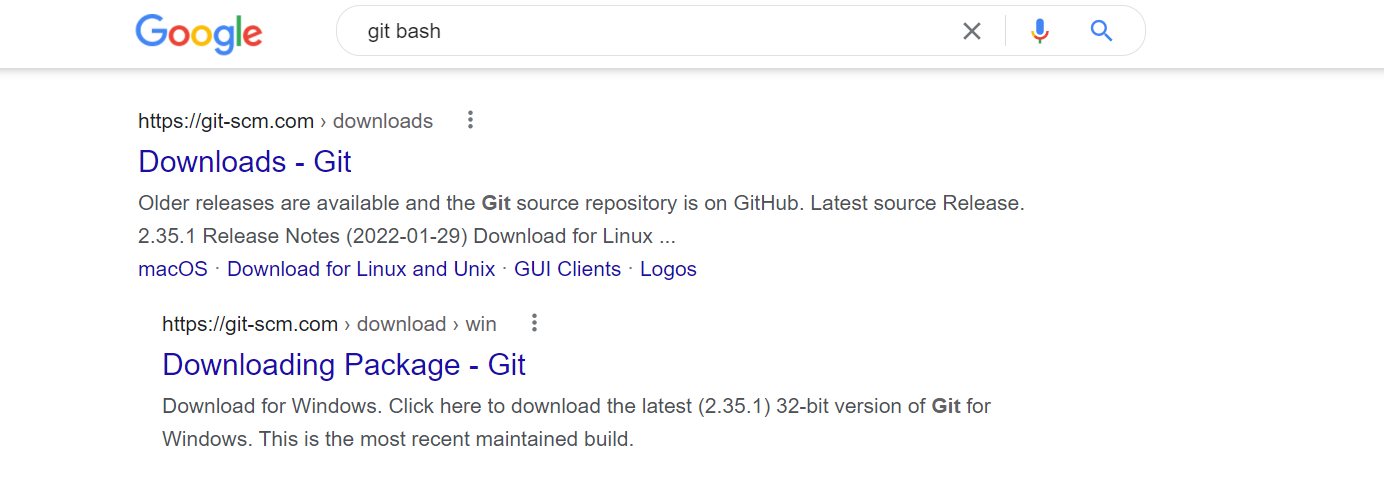 Google
git bash
https://git-scm.com › downloads
Downloads - Git
Older releases are available and the Git source repository is on GitHub. Latest source Release.
2.35.1 Release Notes (2022-01-29) Download for Linux ...
macOS · Download for Linux and Unix · GUI Clients · Logos
https://git-scm.com › download › win
Downloading Package - Git
Download for Windows. Click here to download the latest (2.35.1) 32-bit version of Git for
Windows. This is the most recent maintained build.